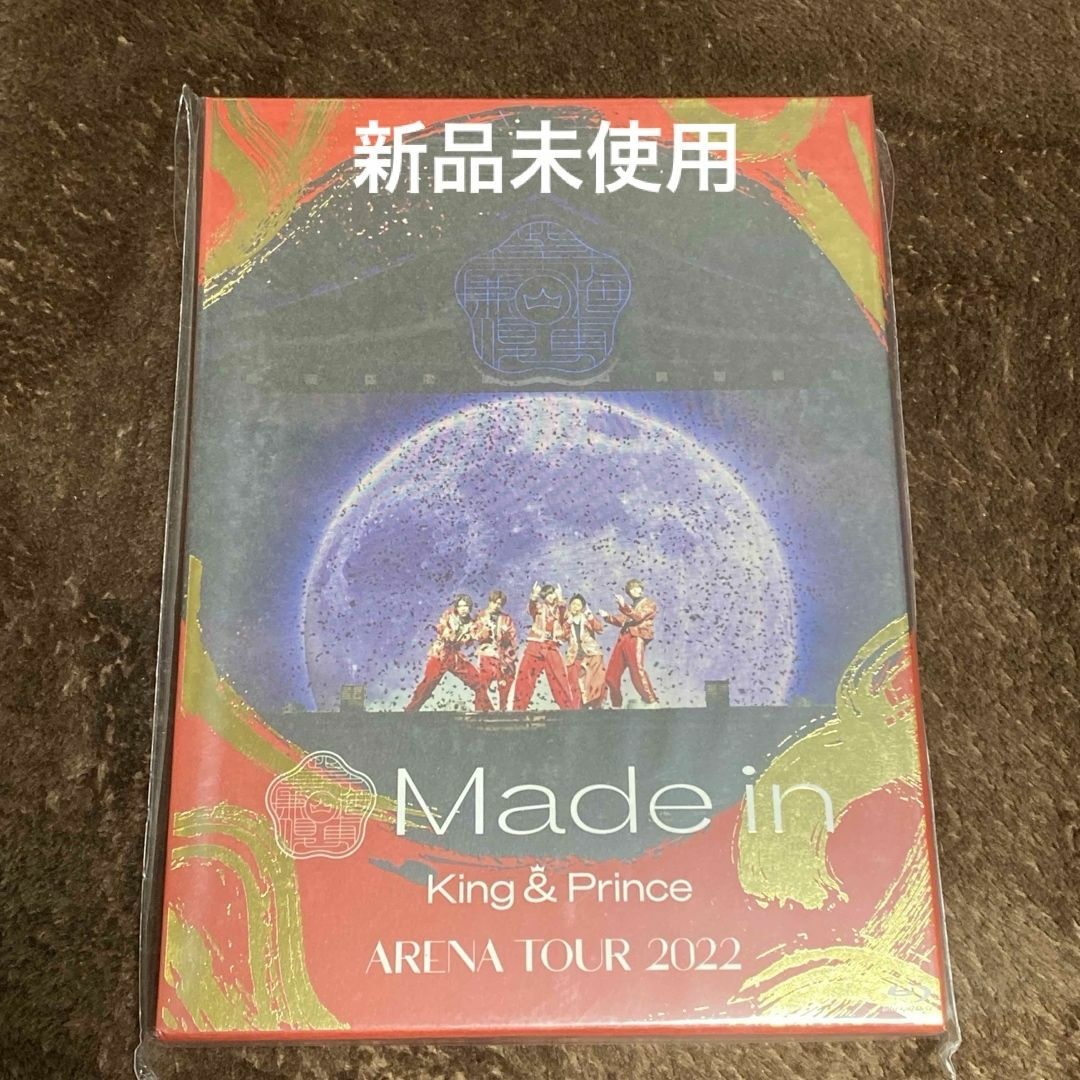 新品未使用
Made in
King & Prince
ARENA TOUR 2022